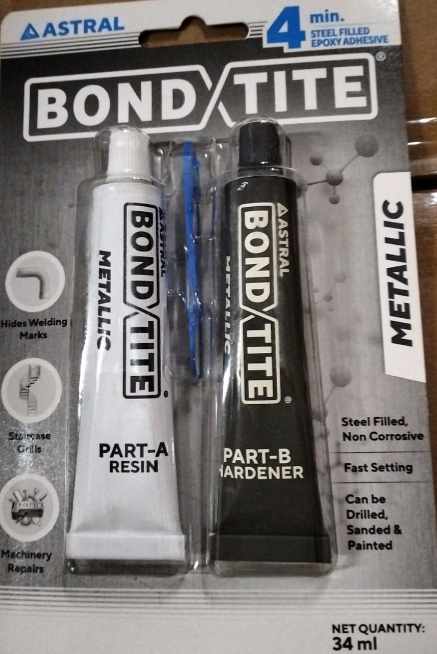 ASTRAL
4 min.
STEEL FILLED
EPOXY ADHESIVE
BOND TITE®
METALLIC
ASTRAL
BOND TITE
METALLIC
PART-A
RESIN
ASTRAL
BOND TITE®
METALLIC
PART-B
HARDENER
Hides Welding
Marks
Staircase
Grills
Machinery
Repairs
Steel Filled,
Non Corrosive
Fast Setting
Can be
Drilled,
Sanded &
Painted
NET QUANTITY:
34 ml